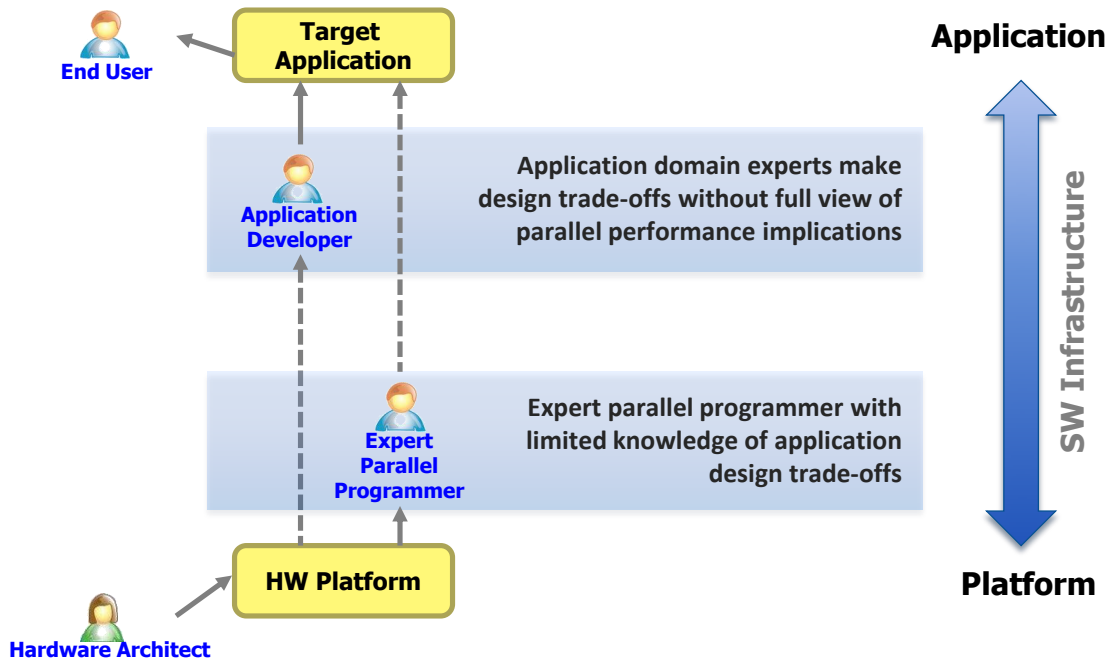 Target
Application
End User
Application
Application
Developer
Application domain experts make
design trade-offs without full view of
parallel performance implications
SW Infrastructure
Expert
Parallel
Programmer
Expert parallel programmer with
limited knowledge of application
design trade-offs
HW Platform
Platform
Hardware Architect